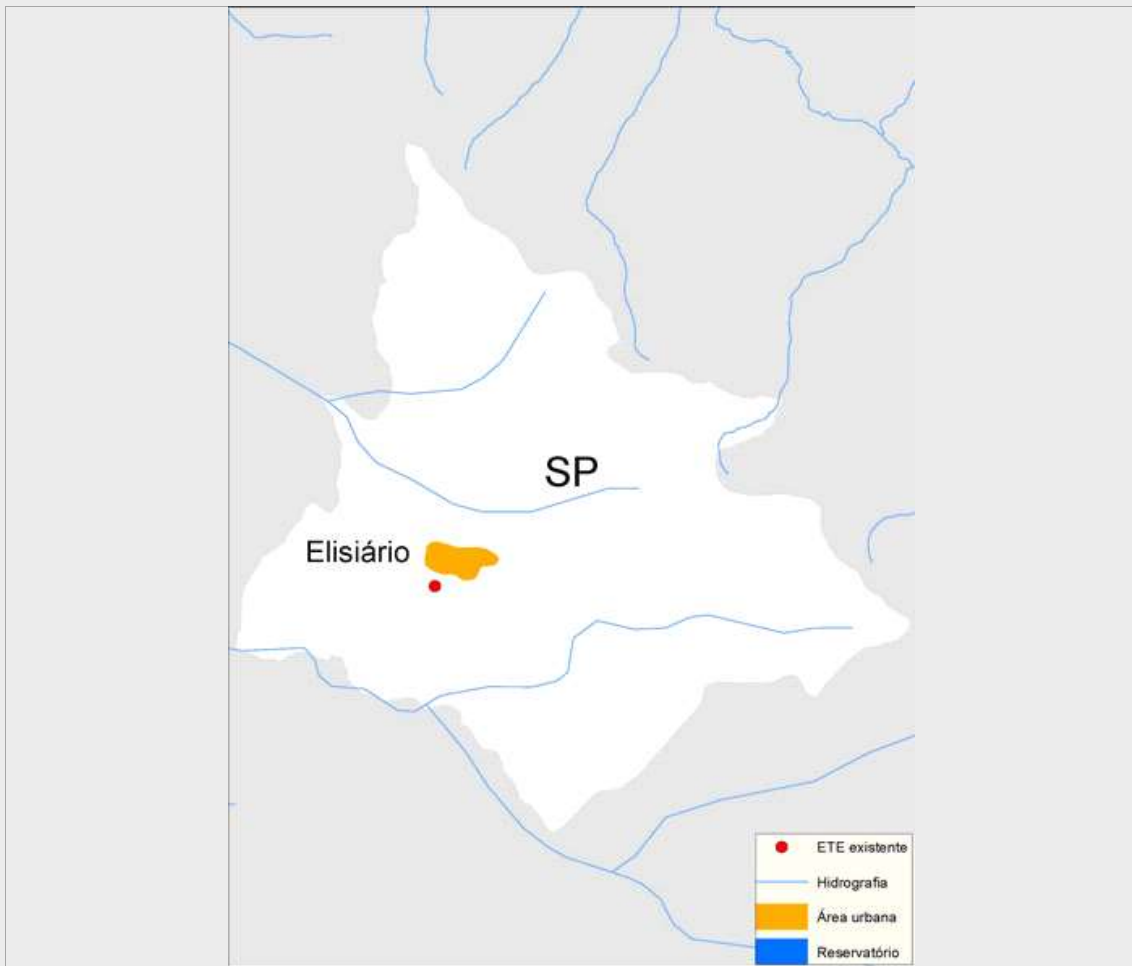 SP
Elisiário
ETE existente
Hidrografia
Área urbana
Reservatório